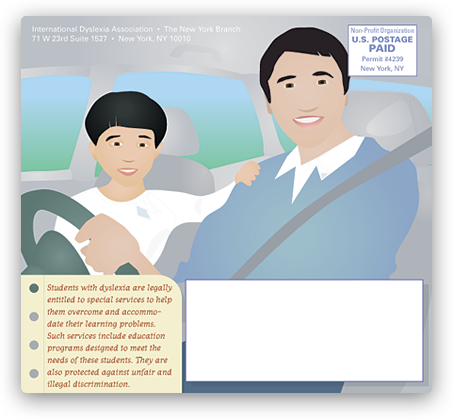 International Dyslexia Association • The New York Branch
71 W 23rd Suite 1527 • New York, NY 10010
Non-Profit Organization
U.S. POSTAGE
PAID
Permit #4239
New York, NY
Students with dyslexia are legally
entitled to special services to help
them overcome and accommo-
date their learning problems.
Such services include education
programs designed to meet the
needs of these students. They are
also protected against unfair and
illegal discrimination.